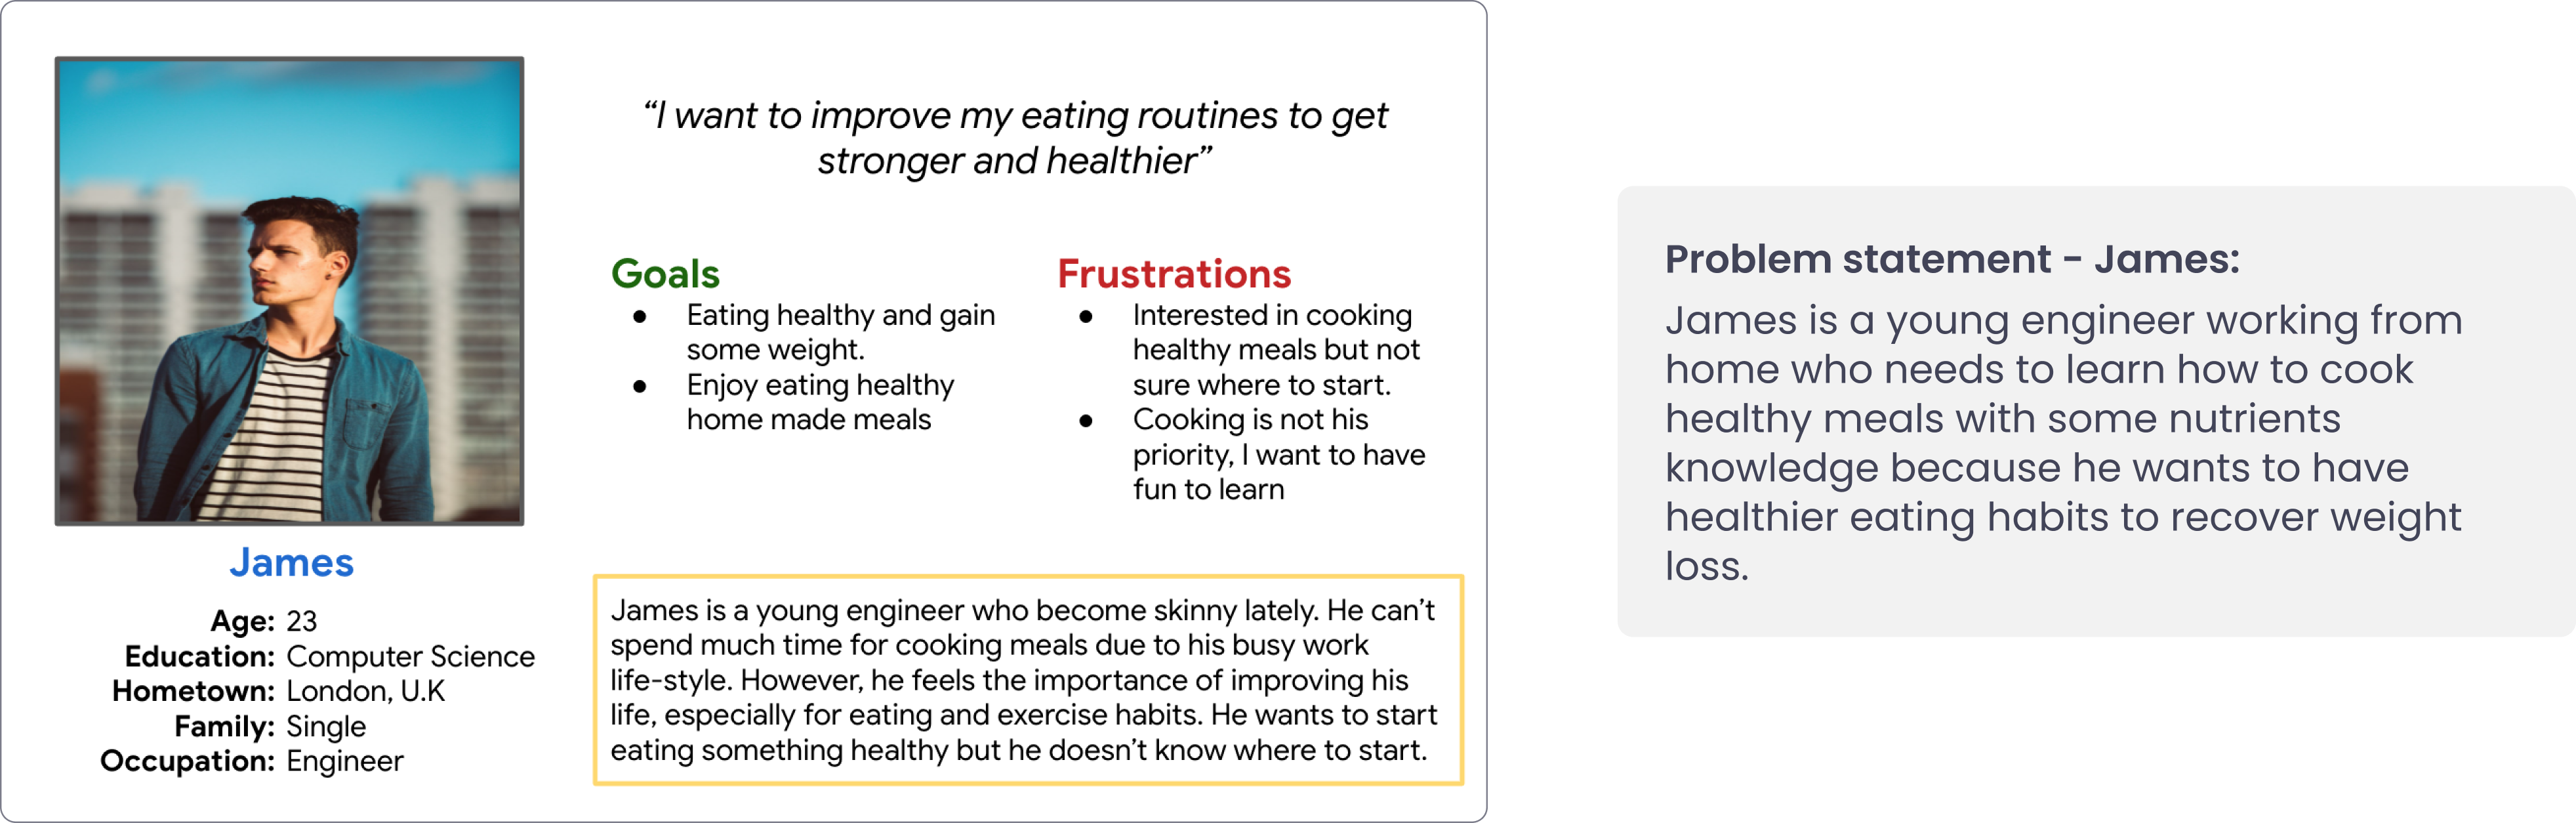 “I want to improve my eating routines to get
stronger and healthier”
Goals
● Eating healthy and gain
some weight.
● Enjoy eating healthy
home made meals
Frustrations
● Interested in cooking
healthy meals but not
sure where to start.
● Cooking is not his
priority, I want to have
fun to learn
James
Age: 23
Education: Computer Science
Hometown: London, U.K
Family: Single
Occupation: Engineer
James is a young engineer who become skinny lately. He can’t
spend much time for cooking meals due to his busy work
life-style. However, he feels the importance of improving his
life, especially for eating and exercise habits. He wants to start
eating something healthy but he doesn’t know where to start.
Problem statement - James:
James is a young engineer working from
home who needs to learn how to cook
healthy meals with some nutrients
knowledge because he wants to have
healthier eating habits to recover weight
loss.